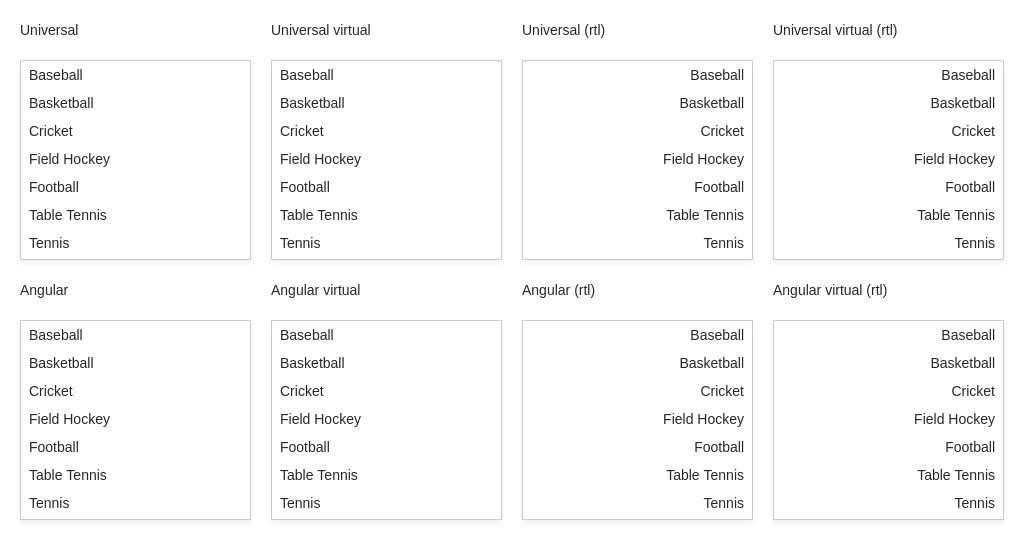 Universal
Baseball
Basketball
Cricket
Field Hockey
Football
Table Tennis
Tennis
Universal virtual
Baseball
Basketball
Cricket
Field Hockey
Football
Table Tennis
Tennis
Universal (rtl)
Baseball
Basketball
Cricket
Field Hockey
Football
Table Tennis
Tennis
Universal virtual (rtl)
Baseball
Basketball
Cricket
Field Hockey
Football
Table Tennis
Tennis
Angular
Baseball
Basketball
Cricket
Field Hockey
Football
Table Tennis
Tennis
Angular virtual
Baseball
Basketball
Cricket
Field Hockey
Football
Table Tennis
Tennis
Angular (rtl)
Baseball
Basketball
Cricket
Field Hockey
Football
Table Tennis
Tennis
Angular virtual (rtl)
Baseball
Basketball
Cricket
Field Hockey
Football
Table Tennis
Tennis